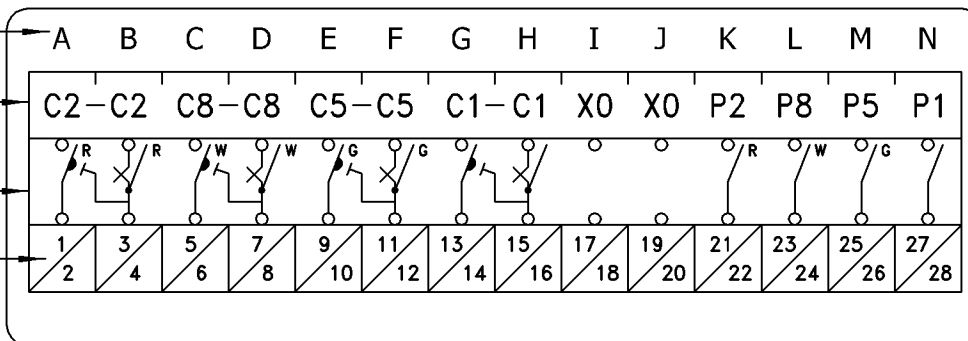 A B C D E F G H I J K L M N
C2-C2 C8-C8 C5-C5 C1-C1 X0 X0 P2 P8 P5 P1
R R W W G G R W G
1 3 5 7 9 11 13 15 17 19 21 23 25 27
2 4 6 8 10 12 14 16 18 20 22 24 26 28